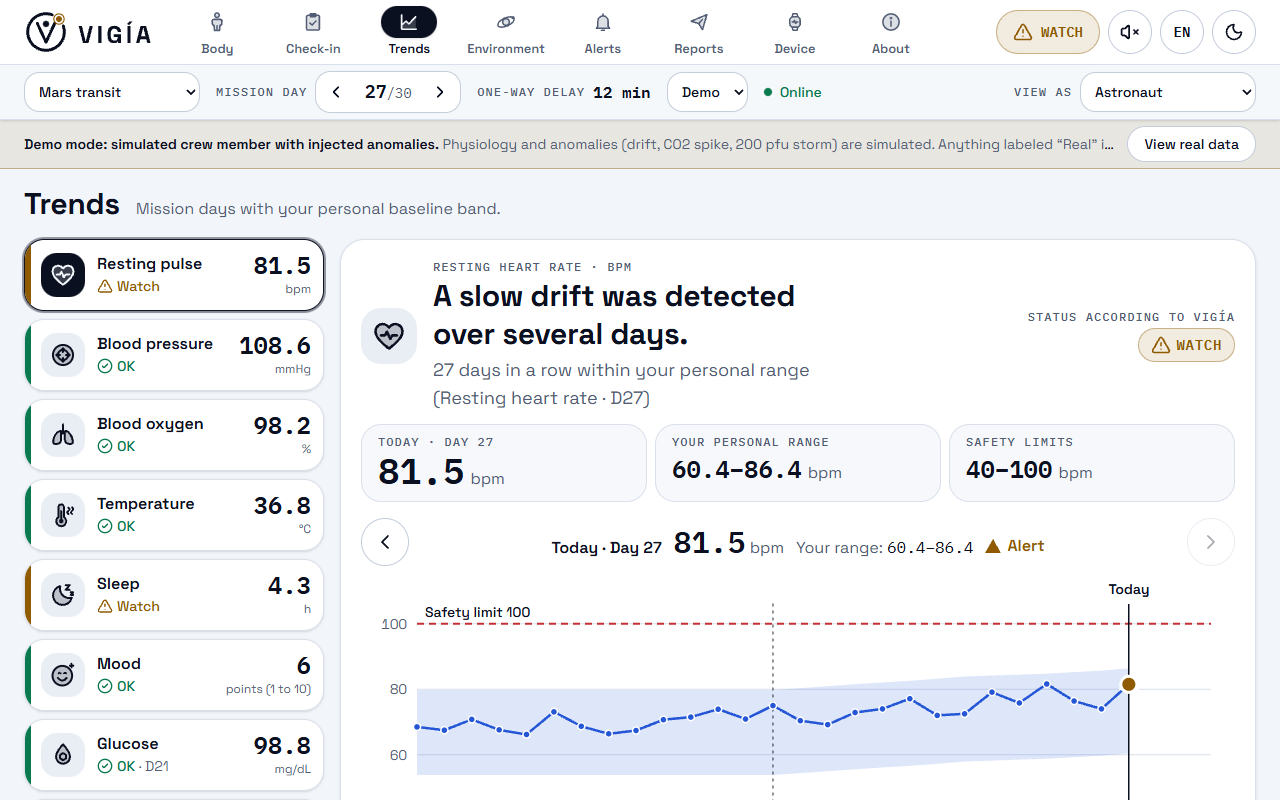 VIGÍA
Body
Check-in
Trends
Environment
Alerts
Reports
Device
About
WATCH
EN
Mars transit
MISSION DAY
27/30
ONE-WAY DELAY 12 min
Demo
Online
VIEW AS
Astronaut
Demo mode: simulated crew member with injected anomalies. Physiology and anomalies (drift, CO2 spike, 200 pfu storm) are simulated. Anything labeled “Real” i...
View real data
Trends
Mission days with your personal baseline band.
Resting pulse
Watch
81.5
bpm
Blood pressure
OK
108.6
mmHg
Blood oxygen
OK
98.2
%
Temperature
OK
36.8
°C
Sleep
Watch
4.3
h
Mood
OK
6
points (1 to 10)
Glucose
OK · D21
98.8
mg/dL
RESTING HEART RATE · BPM
A slow drift was detected
over several days.
27 days in a row within your personal range
(Resting heart rate · D27)
STATUS ACCORDING TO VIGÍA
WATCH
TODAY · DAY 27
81.5 bpm
YOUR PERSONAL RANGE
60.4–86.4 bpm
SAFETY LIMITS
40–100 bpm
Today · Day 27 81.5 bpm Your range: 60.4–86.4 Alert
Today
Safety limit 100
100
80
60